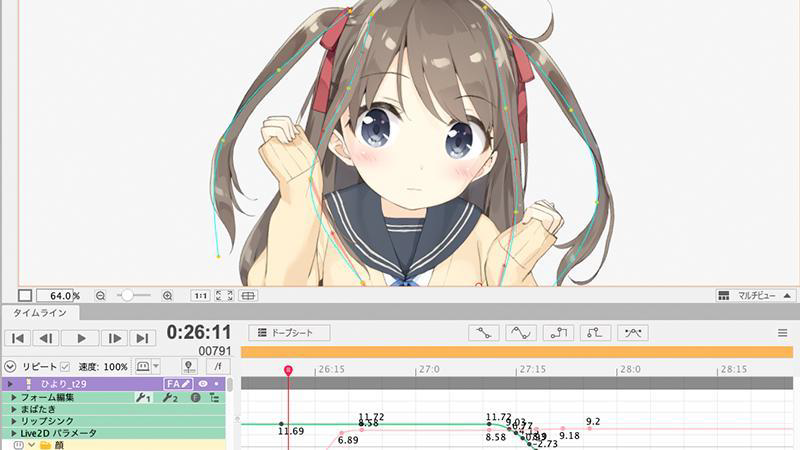 64.0%
1:1
マルチビュー
タイムライン
0:26:11
00791
ドープシート
リピート
速度: 100%
/f
26:15
27:0
27:15
28:0
28:15
ひより_t29
FA
フォーム編集
1
2
F
まばたき
リップシンク
Live2D パラメータ
顔
11.69
6.89
11.72
8.58
11.72
8.58
9.03
-2.73
9.18
9.2